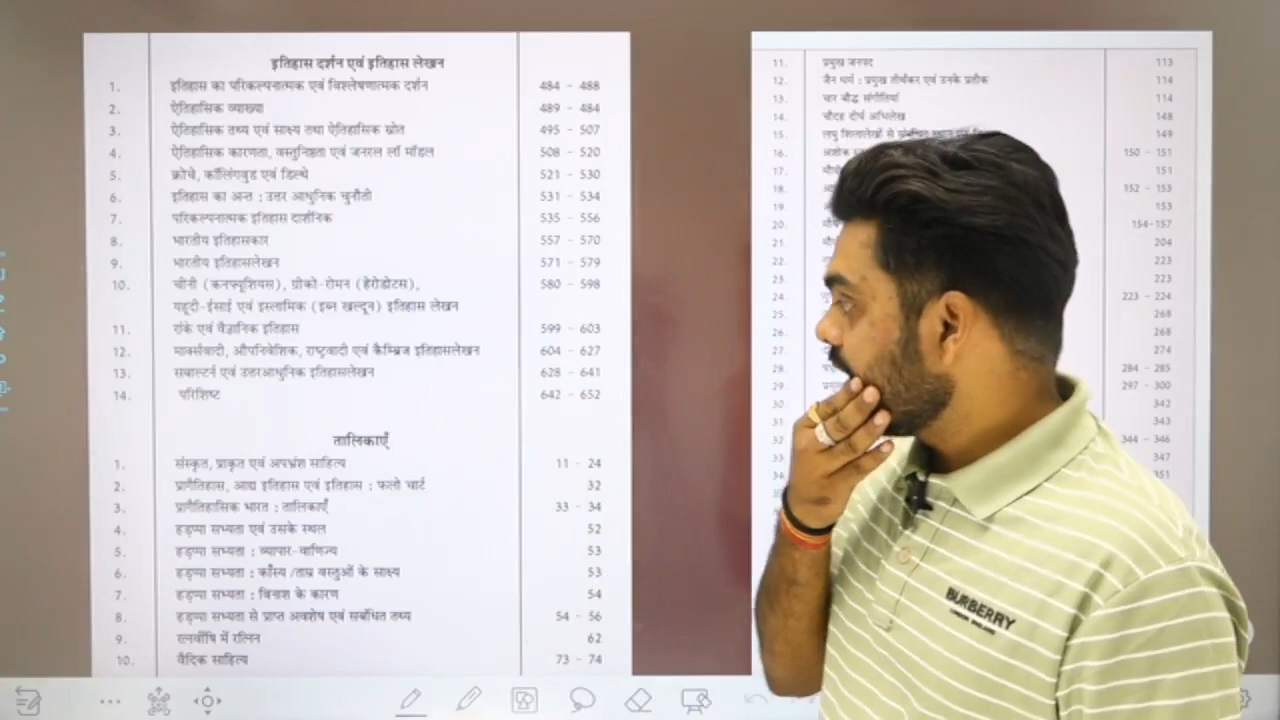 इतिहास दर्शन एवं इतिहास लेखन
1. इतिहास का परिकल्पनात्मक एवं विश्लेषणात्मक दर्शन 484 - 488
2. ऐतिहासिक व्याख्या 489 - 484
3. ऐतिहासिक तथ्य एवं साक्ष्य तथा ऐतिहासिक स्रोत 495 - 507
4. ऐतिहासिक कारणता, वस्तुनिष्ठता एवं जनरल लॉ मॉडल 508 - 520
5. क्रोचे, कॉलिंगवुड एवं डिल्थे 521 - 530
6. इतिहास का अन्त : उत्तर आधुनिक चुनौती 531 - 534
7. परिकल्पनात्मक इतिहास दार्शनिक 535 - 556
8. भारतीय इतिहासकार 557 - 570
9. भारतीय इतिहासलेखन 571 - 579
10. चीनी (कनफ्यूशियस), ग्रीको-रोमन (हेरोडोटस), 580 - 598
यहूदी-ईसाई एवं इस्लामिक (इब्न खल्दून) इतिहास लेखन
11. रांके एवं वैज्ञानिक इतिहास 599 - 603
12. मार्क्सवादी, औपनिवेशिक, राष्ट्रवादी एवं कैम्ब्रिज इतिहासलेखन 604 - 627
13. सबाल्टर्न एवं उत्तरआधुनिक इतिहासलेखन 628 - 641
14. परिशिष्ट 642 - 652
तालिकाएँ
1. संस्कृत, प्राकृत एवं अपभ्रंश साहित्य 11 - 24
2. प्रागैतिहास, आद्य इतिहास एवं इतिहास : फ्लो चार्ट 32
3. प्रागैतिहासिक भारत : तालिकाएँ 33 - 34
4. हड़प्पा सभ्यता एवं उसके स्थल 52
5. हड़प्पा सभ्यता : व्यापार-वाणिज्य 53
6. हड़प्पा सभ्यता : काँस्य /ताम्र वस्तुओं के साक्ष्य 53
7. हड़प्पा सभ्यता : विनाश के कारण 54
8. हड़प्पा सभ्यता से प्राप्त अवशेष एवं संबंधित तथ्य 54 - 56
9. रत्नवींषि में रत्निन 62
10. वैदिक साहित्य 73 - 74
11. प्रमुख जनपद 113
12. जैन धर्म : प्रमुख तीर्थंकर एवं उनके प्रतीक 114
13. चार बौद्ध संगीतियां 114
14. चौदह दीर्घ अभिलेख 148
15. लघु शिलालेखों से संबन्धित 149
16. अशोक 150 - 151
17. 151
18. 152 - 153
19. 153
20. 154-157
21. 204
22. 223
23. 223
24. 223 - 224
25. 268
26. 268
27. 274
28. 284 - 285
29. 297 - 300
30. 342
31. 343
32. 344 - 346
33. 347
34. 351
BURBERRY
LONDON ENGLAND